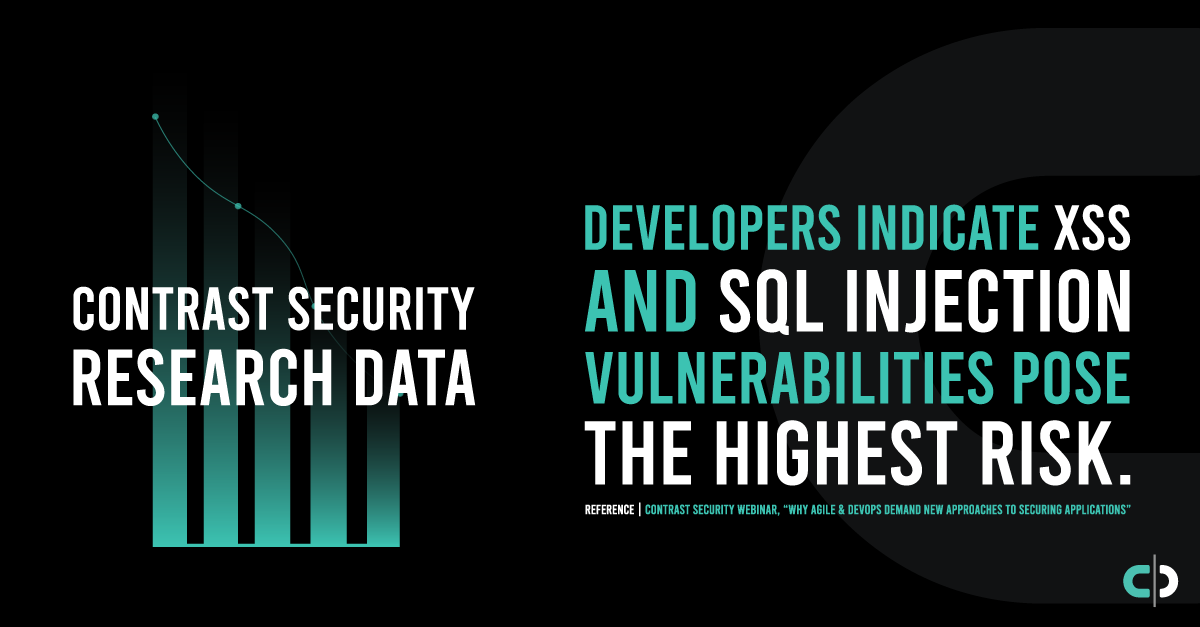 CONTRAST SECURITY
RESEARCH DATA
DEVELOPERS INDICATE XSS
AND SQL INJECTION
VULNERABILITIES POSE
THE HIGHEST RISK.
REFERENCE | CONTRAST SECURITY WEBINAR, “WHY AGILE & DEVOPS DEMAND NEW APPROACHES TO SECURING APPLICATIONS”